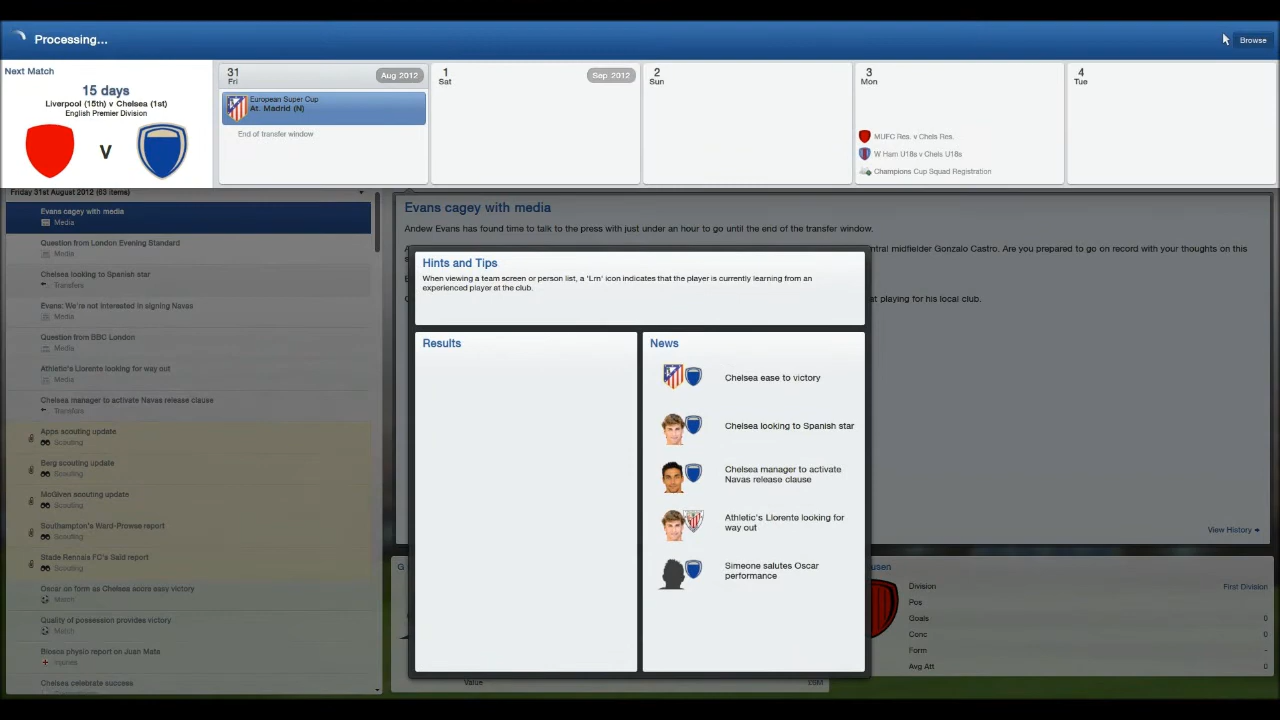 Processing...
Browse
Next Match
15 days
Liverpool (15th) v Chelsea (1st)
English Premier Division
V
31
Fri
Aug 2012
European Super Cup
At. Madrid (N)
End of transfer window
1
Sat
Sep 2012
2
Sun
3
Mon
MUFC Res. v Chels Res.
W Ham U18s v Chels U18s
Champions Cup Squad Registration
4
Tue
Friday 31st August 2012 (63 items)
Evans cagey with media
Media
Question from London Evening Standard
Media
Chelsea looking to Spanish star
Transfers
Evans: We're not interested in signing Navas
Media
Question from BBC London
Media
Athletic's Llorente looking for way out
Media
Chelsea manager to activate Navas release clause
Transfers
Apps scouting update
Scouting
Berg scouting update
Scouting
McGiven scouting update
Scouting
Southampton's Ward-Prowse report
Scouting
Stade Rennais FC's Saïd report
Scouting
Oscar on form as Chelsea score easy victory
Match
Quality of possession provides victory
Match
Biosca physio report on Juan Mata
Injuries
Chelsea celebrate success
Evans cagey with media
Andew Evans has found time to talk to the press with just under an hour to go until the end of the transfer window.
ntral midfielder Gonzalo Castro. Are you prepared to go on record with your thoughts on this
st playing for his local club.
View History
Hints and Tips
When viewing a team screen or person list, a 'Lrn' icon indicates that the player is currently learning from an
experienced player at the club.
Results
News
Chelsea ease to victory
Chelsea looking to Spanish star
Chelsea manager to activate
Navas release clause
Athletic's Llorente looking for
way out
Simeone salutes Oscar
performance
Value
£6M
usen
Division
First Division
Pos
Goals
0
Conc
0
Form
-
Avg Att
0